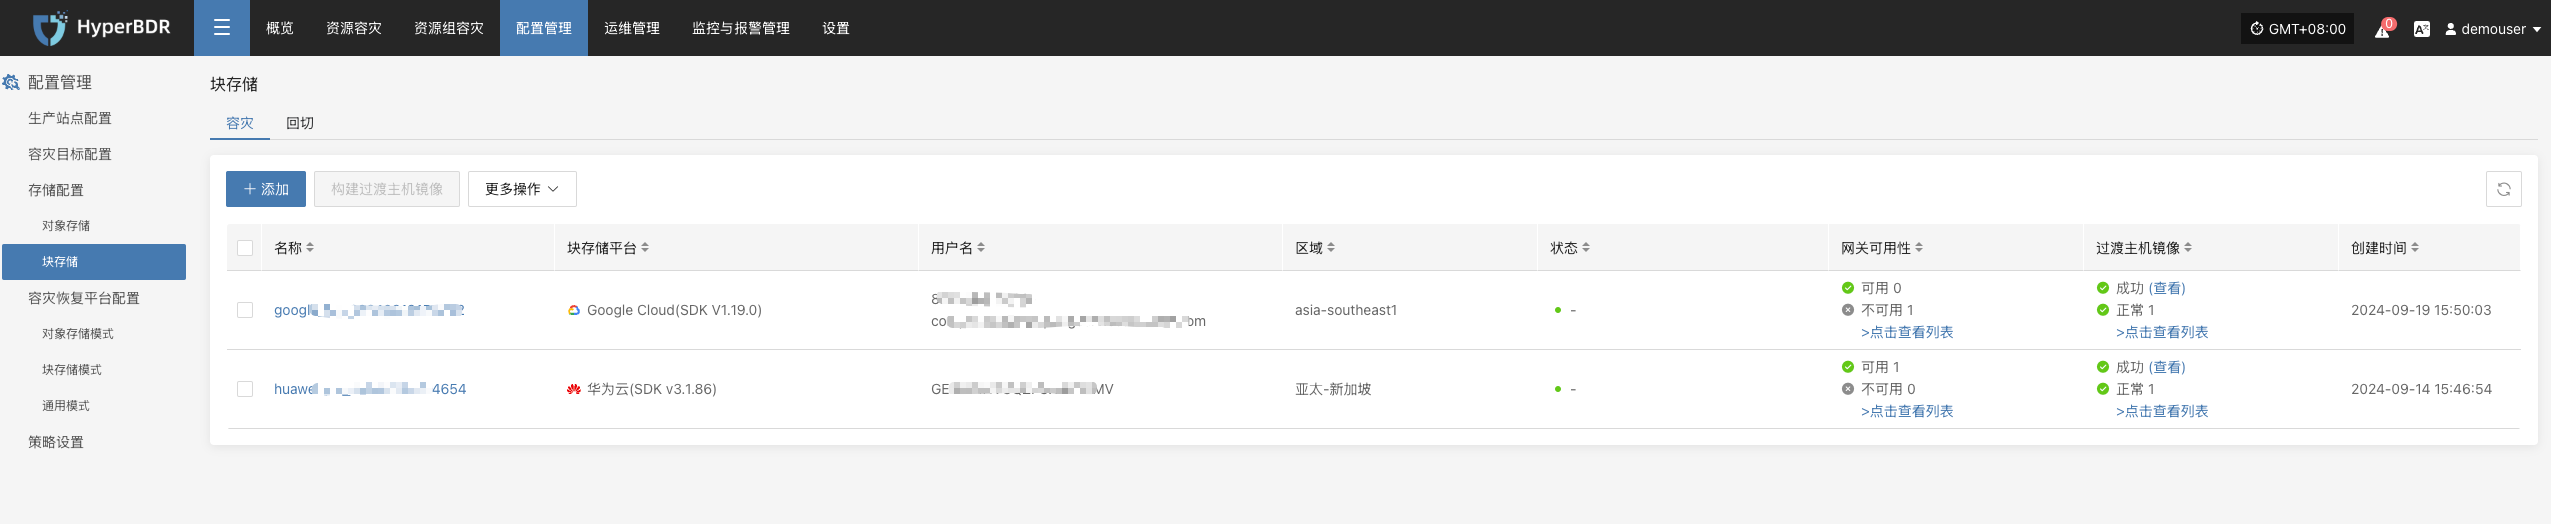 HyperBDR
概览
资源容灾
资源组容灾
配置管理
运维管理
监控与报警管理
设置
GMT+08:00
0
demouser
配置管理
生产站点配置
容灾目标配置
存储配置
对象存储
块存储
容灾恢复平台配置
对象存储模式
块存储模式
通用模式
策略设置
块存储
容灾
回切
添加
构建过渡主机镜像
更多操作
名称
块存储平台
用户名
区域
状态
网关可用性
过渡主机镜像
创建时间
Google Cloud(SDK V1.19.0)
asia-southeast1
-
可用 0
不可用 1
>点击查看列表
成功 (查看)
正常 1
>点击查看列表
2024-09-19 15:50:03
4654
华为云(SDK v3.1.86)
亚太-新加坡
-
可用 1
不可用 0
>点击查看列表
成功 (查看)
正常 1
>点击查看列表
2024-09-14 15:46:54